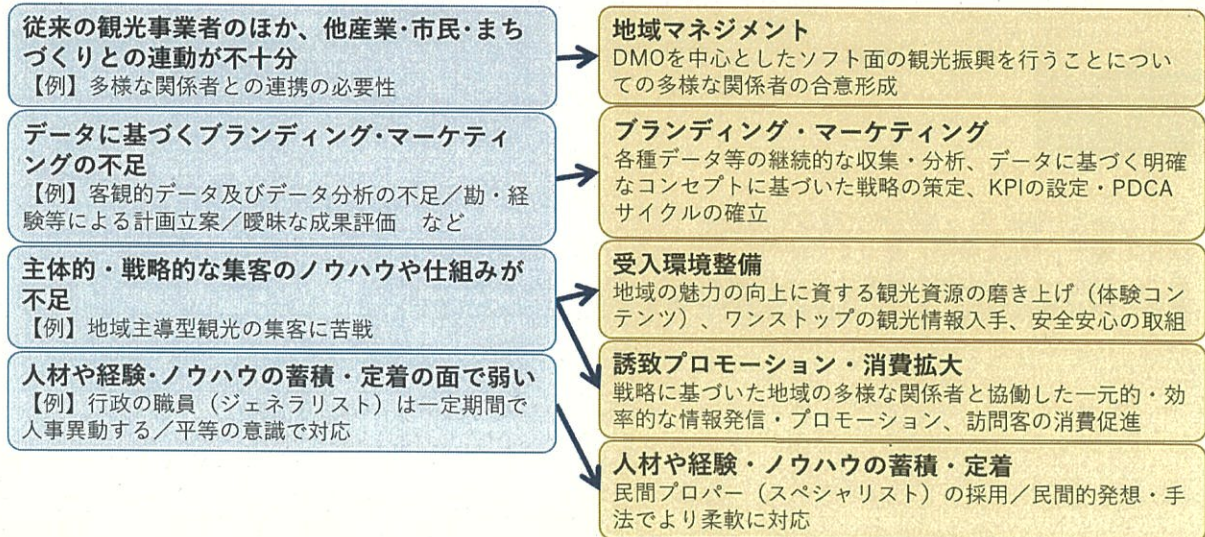 従来の観光事業者のほか、他産業･市民･まち
づくりとの連動が不十分
【例】多様な関係者との連携の必要性
データに基づくブランディング･マーケティ
ングの不足
【例】客観的データ及びデータ分析の不足／勘・経
験等による計画立案／曖昧な成果評価　など
主体的・戦略的な集客のノウハウや仕組みが
不足
【例】地域主導型観光の集客に苦戦
人材や経験･ノウハウの蓄積・定着の面で弱い
【例】行政の職員（ジェネラリスト）は一定期間で
人事異動する／平等の意識で対応
地域マネジメント
DMOを中心としたソフト面の観光振興を行うことについ
ての多様な関係者の合意形成
ブランディング・マーケティング
各種データ等の継続的な収集・分析、データに基づく明確
なコンセプトに基づいた戦略の策定、KPIの設定・PDCA
サイクルの確立
受入環境整備
地域の魅力の向上に資する観光資源の磨き上げ（体験コン
テンツ）、ワンストップの観光情報入手、安全安心の取組
誘致プロモーション・消費拡大
戦略に基づいた地域の多様な関係者と協働した一元的・効
率的な情報発信・プロモーション、訪問客の消費促進
人材や経験・ノウハウの蓄積・定着
民間プロパー（スペシャリスト）の採用／民間的発想・手
法でより柔軟に対応